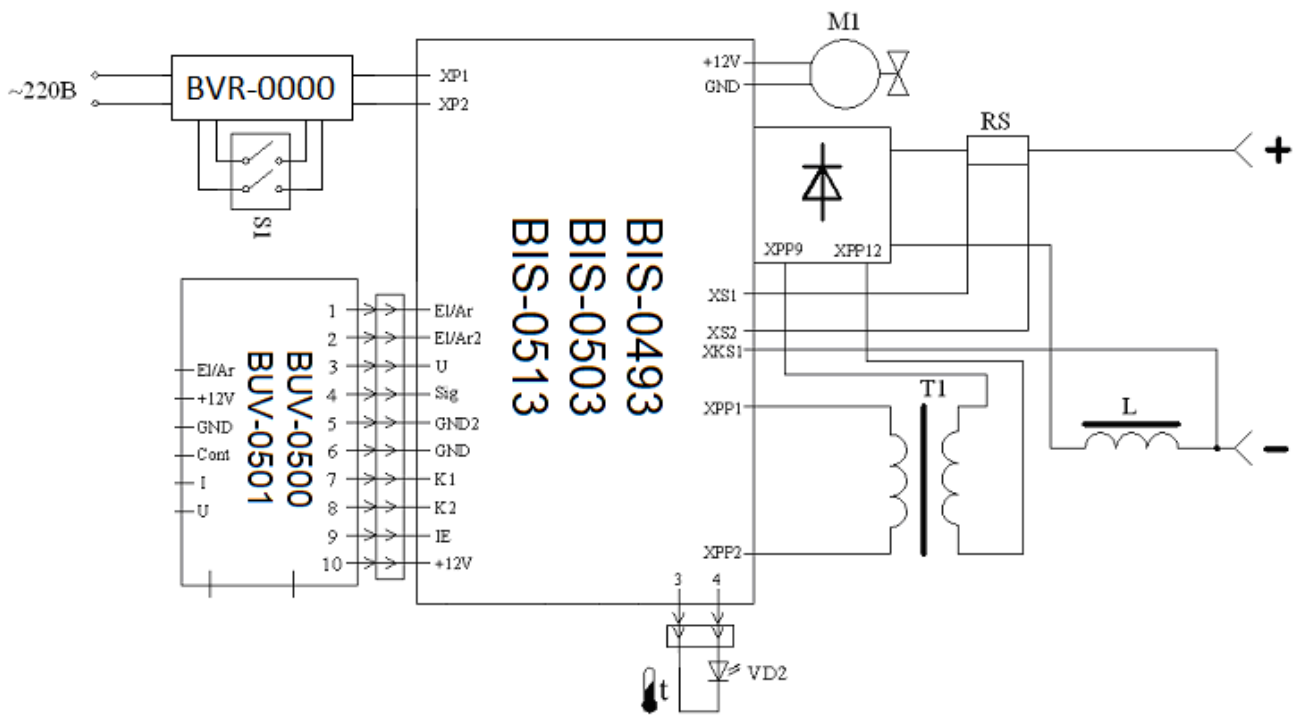 M1
~220В
BVR-0000
XP1
XP2
+12V
GND
S1
RS
+
BIS-0493
BIS-0503
BIS-0513
XPP9
XPP12
XS1
XS2
XKS1
BUV-0500
BUV-0501
El/Ar
+12V
GND
Cont
I
U
1
2
3
4
5
6
7
8
9
10
El/Ar
El/Ar2
U
Sig
GND2
GND
K1
K2
IE
+12V
XPP1
T1
L
−
XPP2
3
4
t
VD2